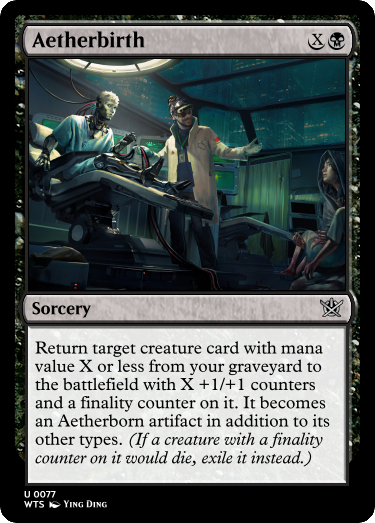 Aetherbirth X
Sorcery
Return target creature card with mana
value X or less from your graveyard to
the battlefield with X +1/+1 counters
and a finality counter on it. It becomes
an Aetherborn artifact in addition to its
other types. (If a creature with a finality
counter on it would die, exile it instead.)
U 0077
WTS Ying Ding